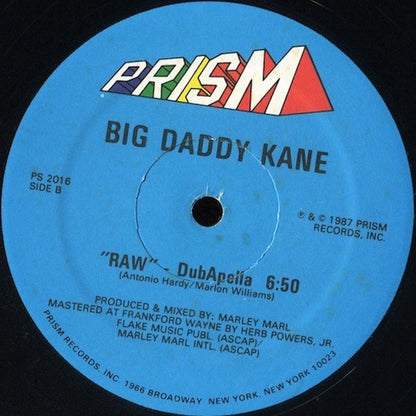 PRISM
BIG DADDY KANE
PS 2016
SIDE B
℗ & © 1987 PRISM
RECORDS, INC.
"RAW" - DubApella 6:50
(Antonio Hardy/Marlon Williams)
PRODUCED & MIXED BY: MARLEY MARL
MASTERED AT FRANKFORD WAYNE BY HERB POWERS, JR.
FLAKE MUSIC PUBL. (ASCAP)/
MARLEY MARL INTL. (ASCAP)
PRISM RECORDS, INC. 1966 BROADWAY NEW YORK, NEW YORK 10023